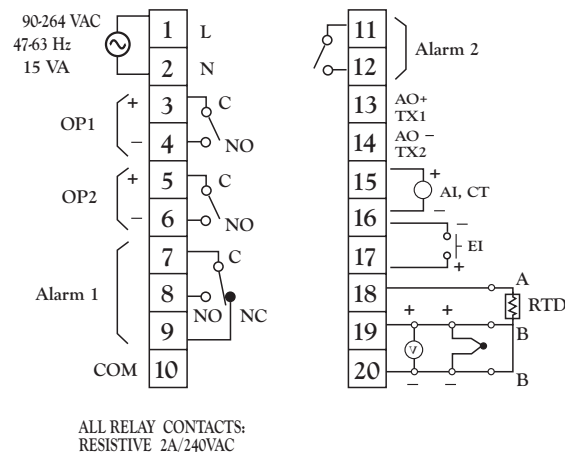 90-264 VAC
47-63 Hz
15 VA
1 L
2 N
OP1 + 3 C
− 4 NO
OP2 + 5 C
− 6 NO
7 C
Alarm 1 8 NO NC
9
COM 10
ALL RELAY CONTACTS:
RESISTIVE 2A/240VAC
11
Alarm 2
12
13 AO+
TX1
14 AO −
TX2
15 +
AI, CT
16 −
−
EI
17 +
18 A
RTD
19 + + B
V
20 − − B